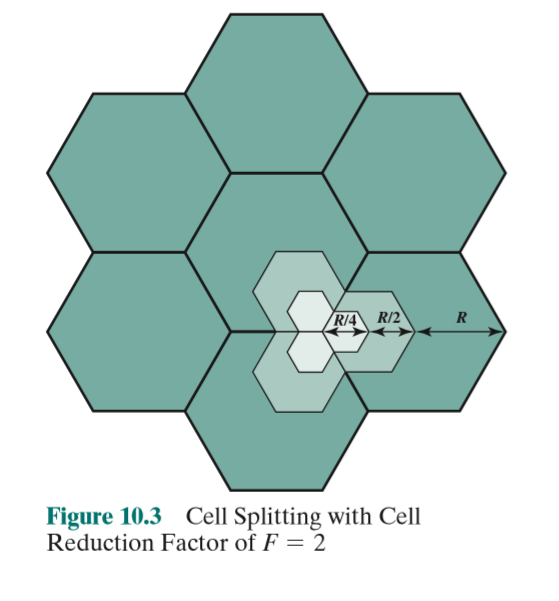 R/4 R/2 R
Figure 10.3 Cell Splitting with Cell
Reduction Factor of F = 2